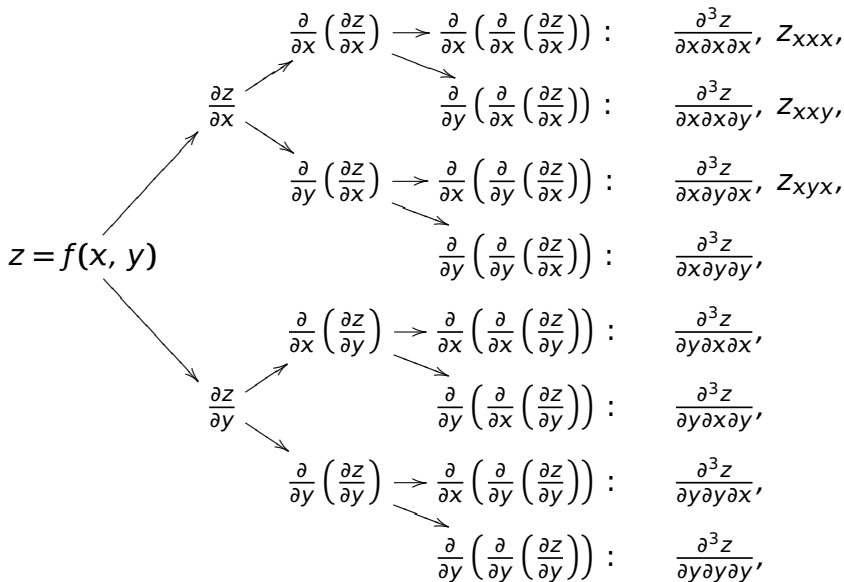 ∂/∂x (∂z/∂x) → ∂/∂x (∂/∂x (∂z/∂x)) : ∂³z/∂x∂x∂x, z_xxx,
∂z/∂x ∂/∂y (∂/∂x (∂z/∂x)) : ∂³z/∂x∂x∂y, z_xxy,
∂/∂y (∂z/∂x) → ∂/∂x (∂/∂y (∂z/∂x)) : ∂³z/∂x∂y∂x, z_xyx,
z = f(x, y) ∂/∂y (∂/∂y (∂z/∂x)) : ∂³z/∂x∂y∂y,
∂/∂x (∂z/∂y) → ∂/∂x (∂/∂x (∂z/∂y)) : ∂³z/∂y∂x∂x,
∂z/∂y ∂/∂y (∂/∂x (∂z/∂y)) : ∂³z/∂y∂x∂y,
∂/∂y (∂z/∂y) → ∂/∂x (∂/∂y (∂z/∂y)) : ∂³z/∂y∂y∂x,
∂/∂y (∂/∂y (∂z/∂y)) : ∂³z/∂y∂y∂y,